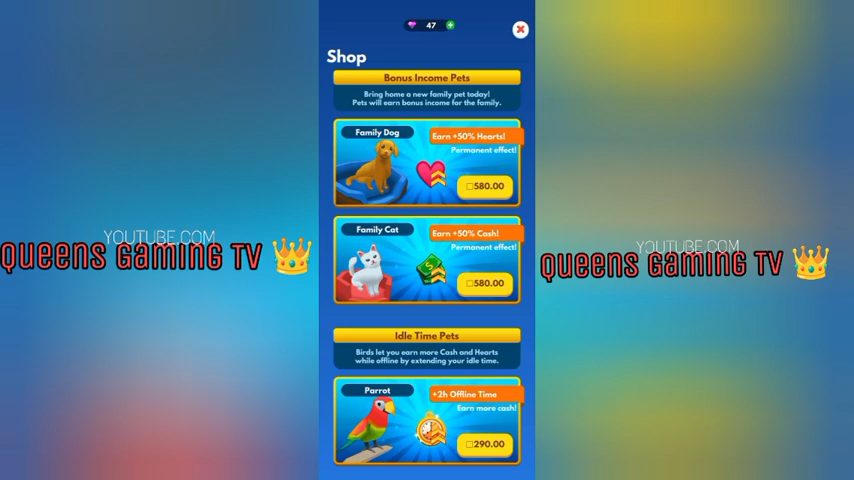 47
Shop
Bonus Income Pets
Bring home a new family pet today!
Pets will earn bonus income for the family.
Family Dog
Earn +50% Hearts!
Permanent effect!
□580.00
Family Cat
Earn +50% Cash!
Permanent effect!
□580.00
Idle Time Pets
Birds let you earn more Cash and Hearts
while offline by extending your idle time.
Parrot
+2h Offline Time
Earn more cash!
□290.00
YOUTUBE.COM
Queens Gaming TV 👑
YOUTUBE.COM
Queens Gaming TV 👑